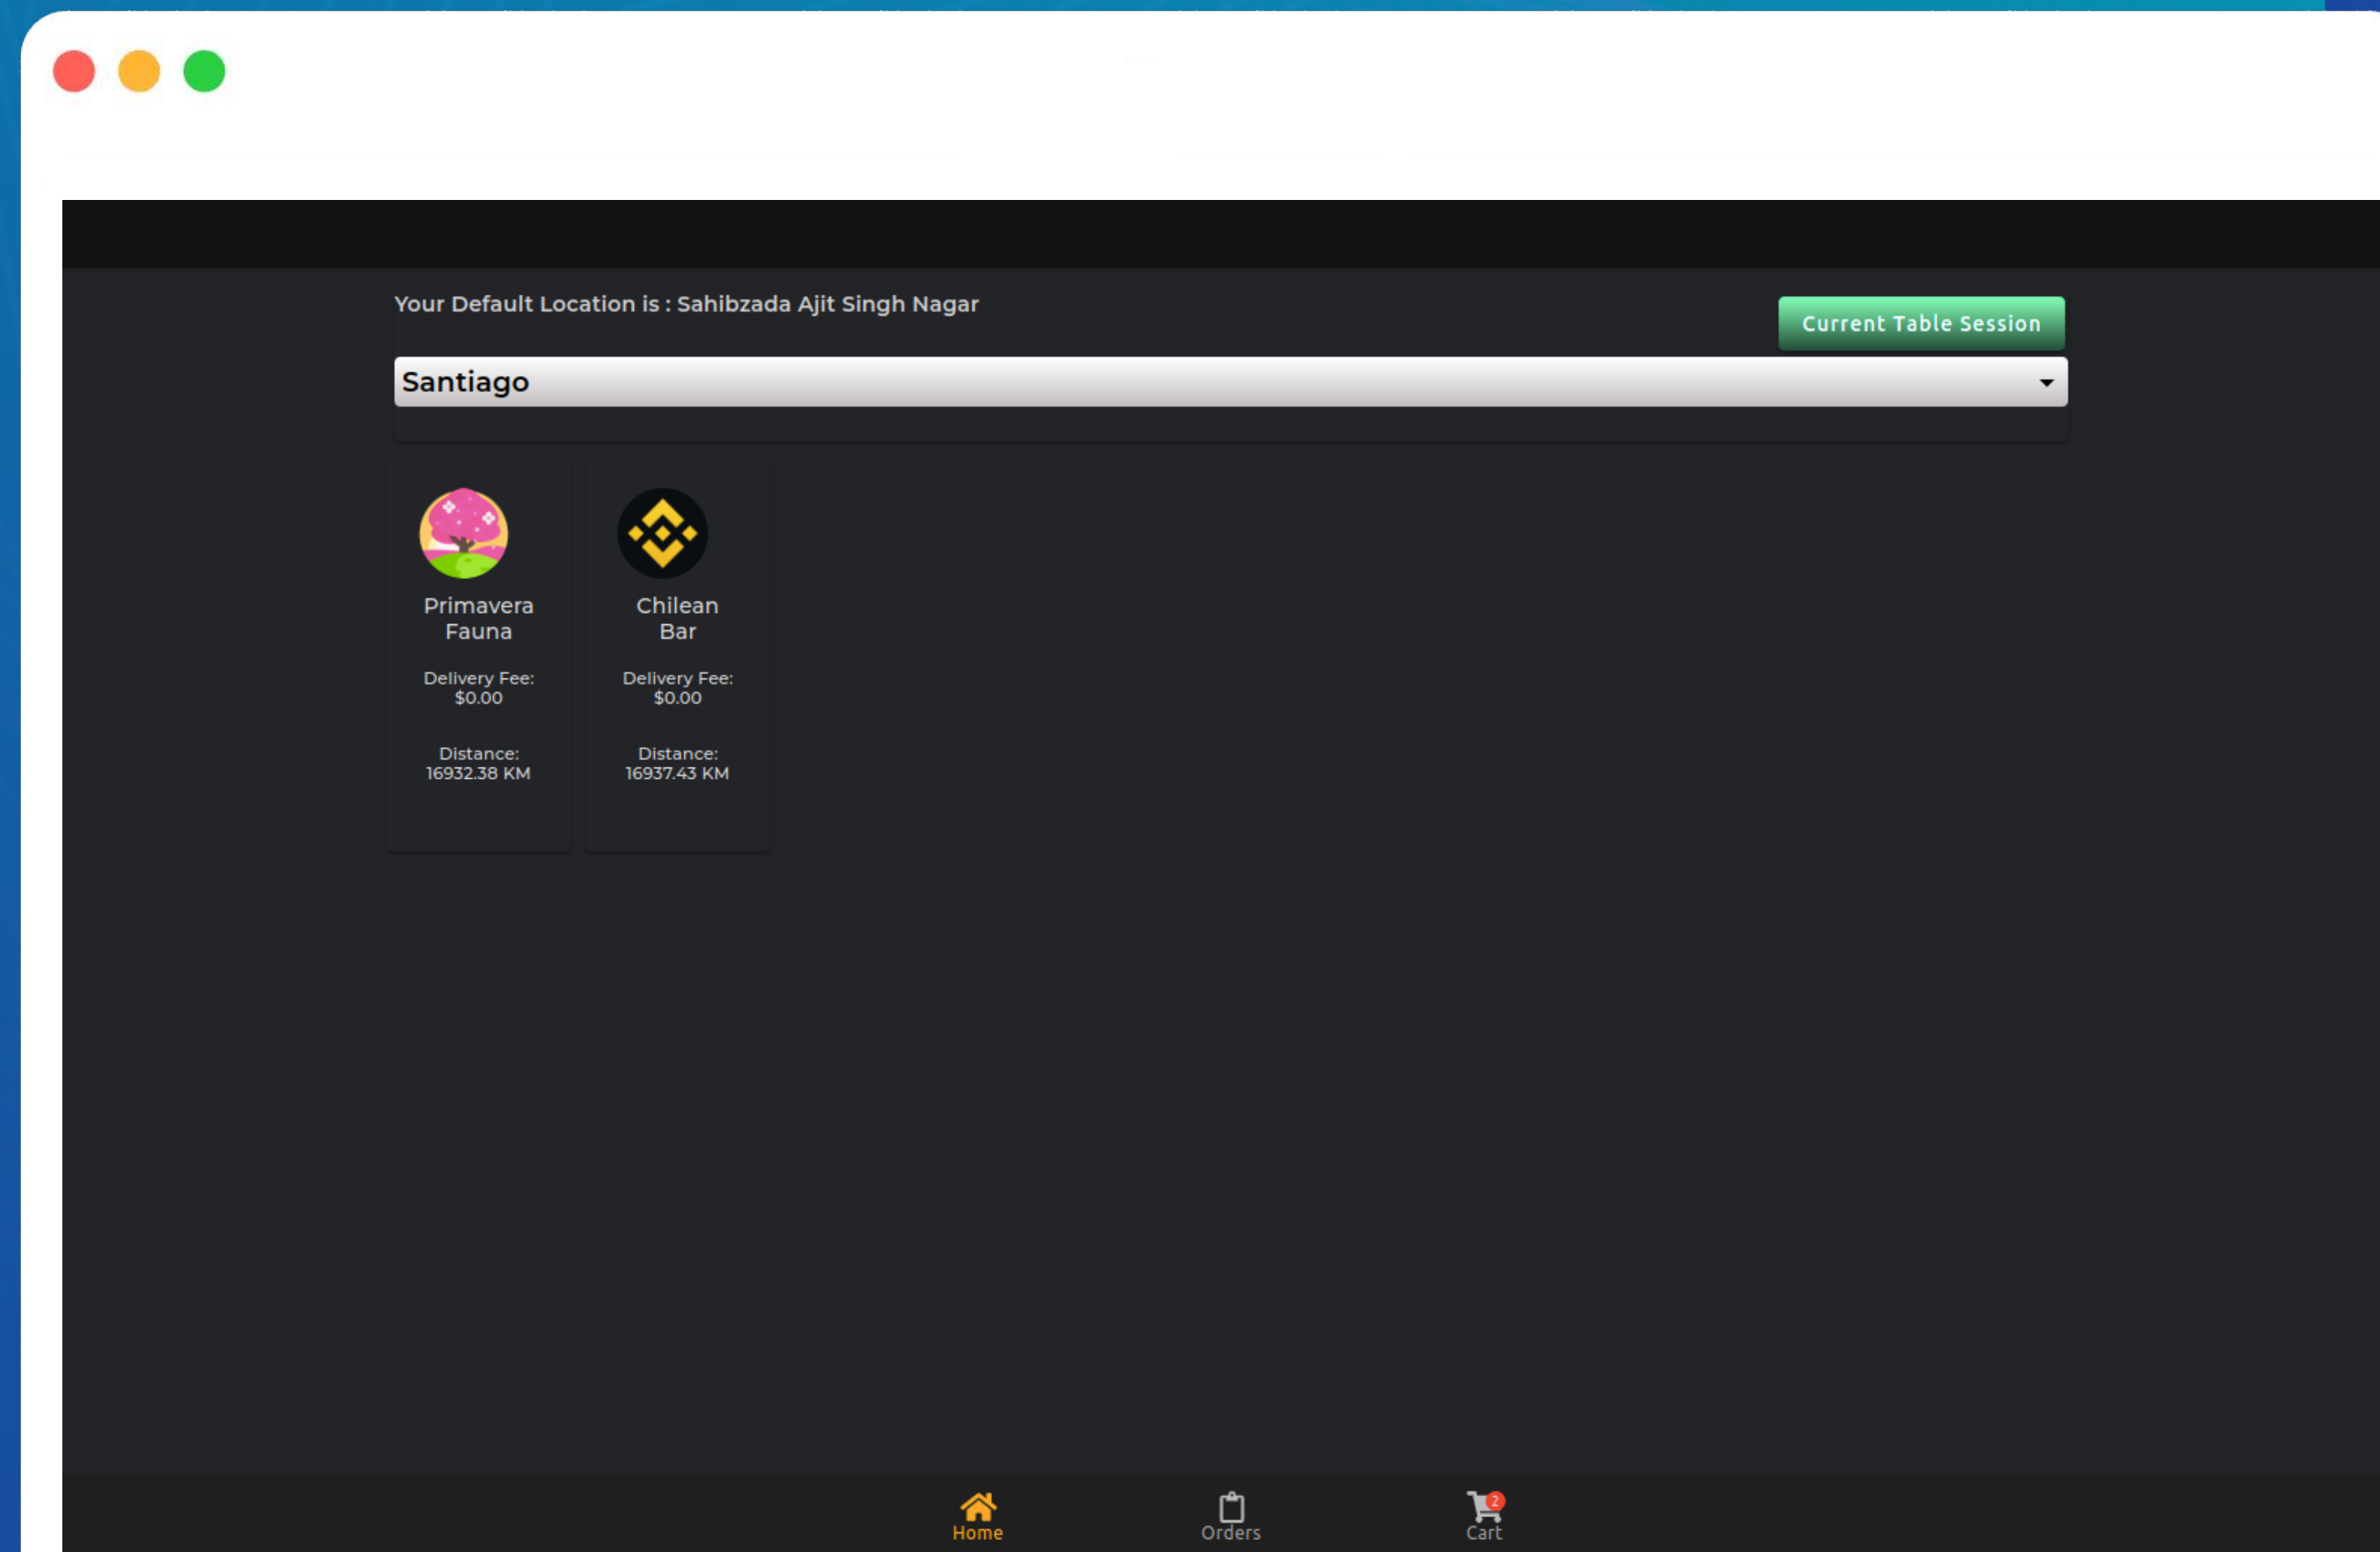 Your Default Location is : Sahibzada Ajit Singh Nagar
Current Table Session
Santiago
Primavera
Fauna
Delivery Fee:
$0.00
Distance:
16932.38 KM
Chilean
Bar
Delivery Fee:
$0.00
Distance:
16937.43 KM
Home
Orders
2
Cart